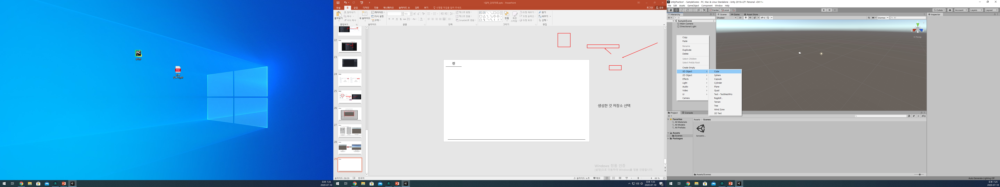 PC
PDF
오후 7:25
2020-07-10
1일차_강의자료.pptx - PowerPoint
파일 홈 삽입 디자인 전환 애니메이션 슬라이드 쇼 검토 보기 수행할 작업을 알려 주세요. 로그인 공유
붙여넣기
잘라내기
복사
서식 복사
클립보드
새 슬라이드
레이아웃
다시 설정
구역
슬라이드
글꼴
텍스트 방향
텍스트 맞춤
SmartArt로 변환
단락
정렬
빠른 스타일
도형 채우기
도형 윤곽선
도형 효과
그리기
찾기
바꾸기
선택
편집
22
23
24
25
26
27
28
29
씬
생성한 깃 저장소 선택
Windows 정품 인증
[설정]으로 이동하여 Windows를 정품 인증합니다.
슬라이드 29/29 한국어
슬라이드 노트 메모 66 %
오후 7:25
2020-07-10
UnityPractice1 - SampleScene - PC, Mac & Linux Standalone - Unity 2019.4.2f1 Personal <DX11>
File Edit Assets GameObject Component Window Help
Center Local
Collab Account Layers Layout
Hierarchy
All
SampleScene
Main Camera
Directional Light
Scene Game Asset Store
Shaded 2D 0 Gizmos All
Persp
Inspector
Copy
Paste
Rename
Duplicate
Delete
Select Children
Select Prefab Root
Create Empty
3D Object
2D Object
Effects
Light
Audio
Video
UI
Camera
Cube
Sphere
Capsule
Cylinder
Plane
Quad
Text - TextMeshPro
Ragdoll...
Terrain
Tree
Wind Zone
3D Text
Project Console
Favorites
All Materials
All Models
All Prefabs
Assets
Scenes
Packages
Assets > Scenes
SampleSc...
Assets/Scenes
Auto Generate Lighting Off
오후 7:25
2020-07-10